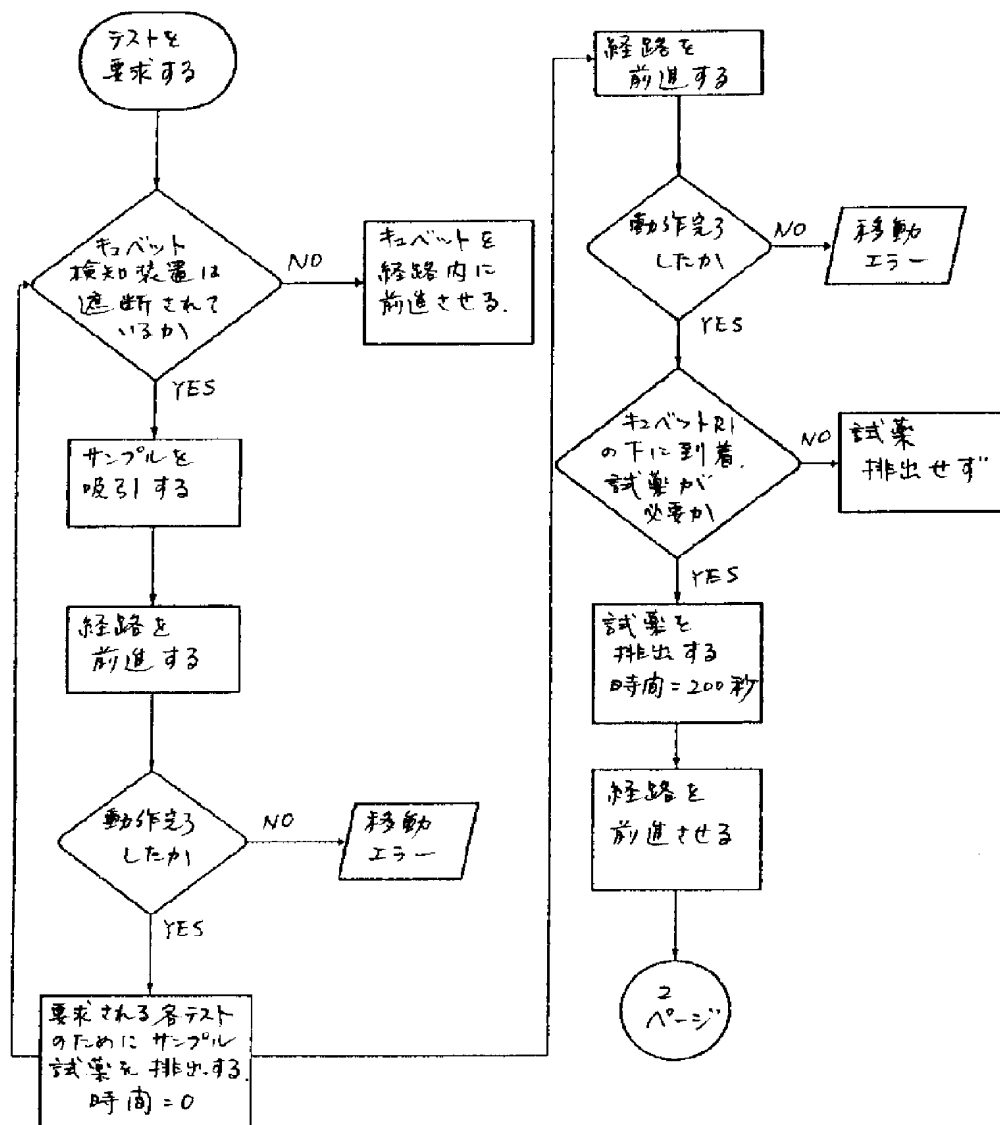 テストを
要求する
キュベット
検知装置は
遮断されて
いるか
NO
キュベットを
経路内に
前進させる.
YES
サンプルを
吸引する
経路を
前進する
動作完了
したか
NO
移動
エラー
YES
要求される各テスト
のためにサンプル
試薬を排出する.
時間=0
経路を
前進する
動作完了
したか
NO
移動
エラー
YES
キュベットR1
の下に到着.
試薬が
必要か
NO
試薬
排出せず
YES
試薬を
排出する
時間=200秒
経路を
前進させる
2
ページ